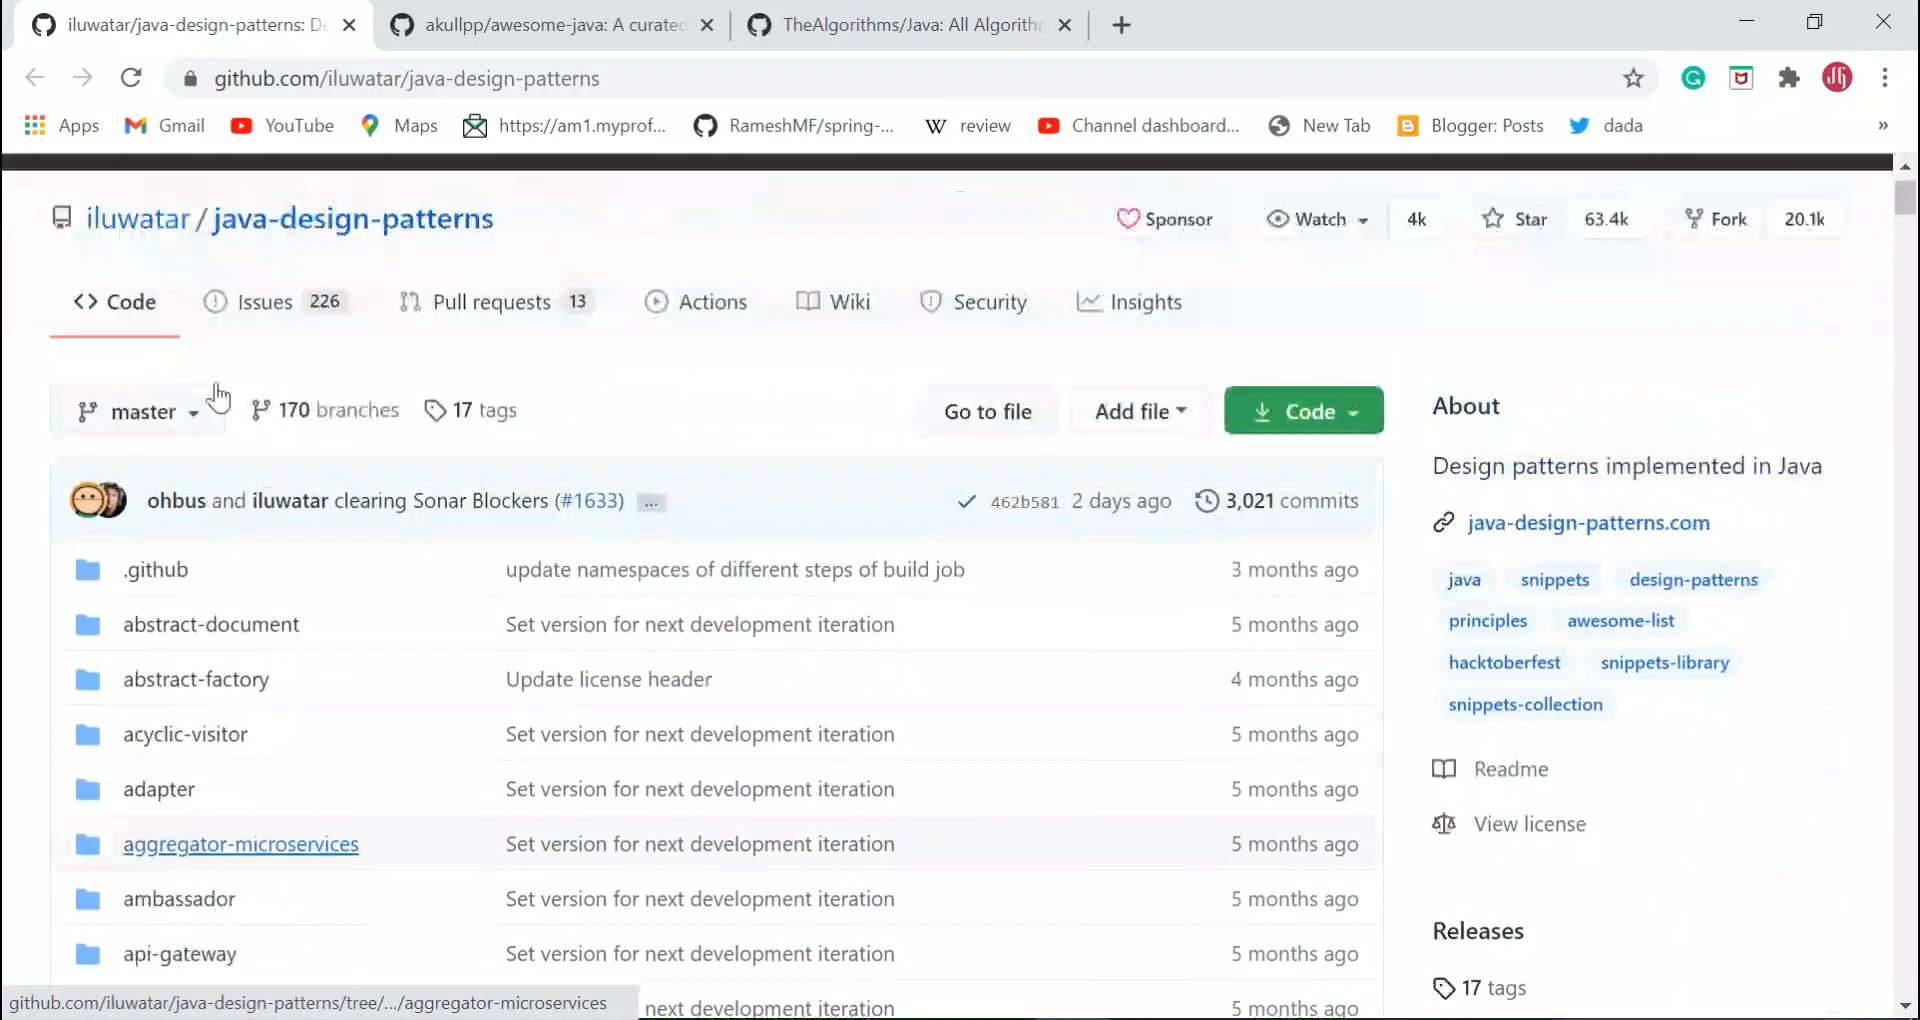 iluwatar/java-design-patterns: De
akullpp/awesome-java: A curated
TheAlgorithms/Java: All Algorithm
github.com/iluwatar/java-design-patterns
Apps Gmail YouTube Maps https://am1.myprof... RameshMF/spring-... review Channel dashboard... New Tab Blogger: Posts dada »
iluwatar / java-design-patterns
Sponsor Watch 4k Star 63.4k Fork 20.1k
Code Issues 226 Pull requests 13 Actions Wiki Security Insights
master 170 branches 17 tags Go to file Add file Code
ohbus and iluwatar clearing Sonar Blockers (#1633) ... 462b581 2 days ago 3,021 commits
.github update namespaces of different steps of build job 3 months ago
abstract-document Set version for next development iteration 5 months ago
abstract-factory Update license header 4 months ago
acyclic-visitor Set version for next development iteration 5 months ago
adapter Set version for next development iteration 5 months ago
aggregator-microservices Set version for next development iteration 5 months ago
ambassador Set version for next development iteration 5 months ago
api-gateway Set version for next development iteration 5 months ago
next development iteration 5 months ago
github.com/iluwatar/java-design-patterns/tree/.../aggregator-microservices
About
Design patterns implemented in Java
java-design-patterns.com
java snippets design-patterns
principles awesome-list
hacktoberfest snippets-library
snippets-collection
Readme
View license
Releases
17 tags